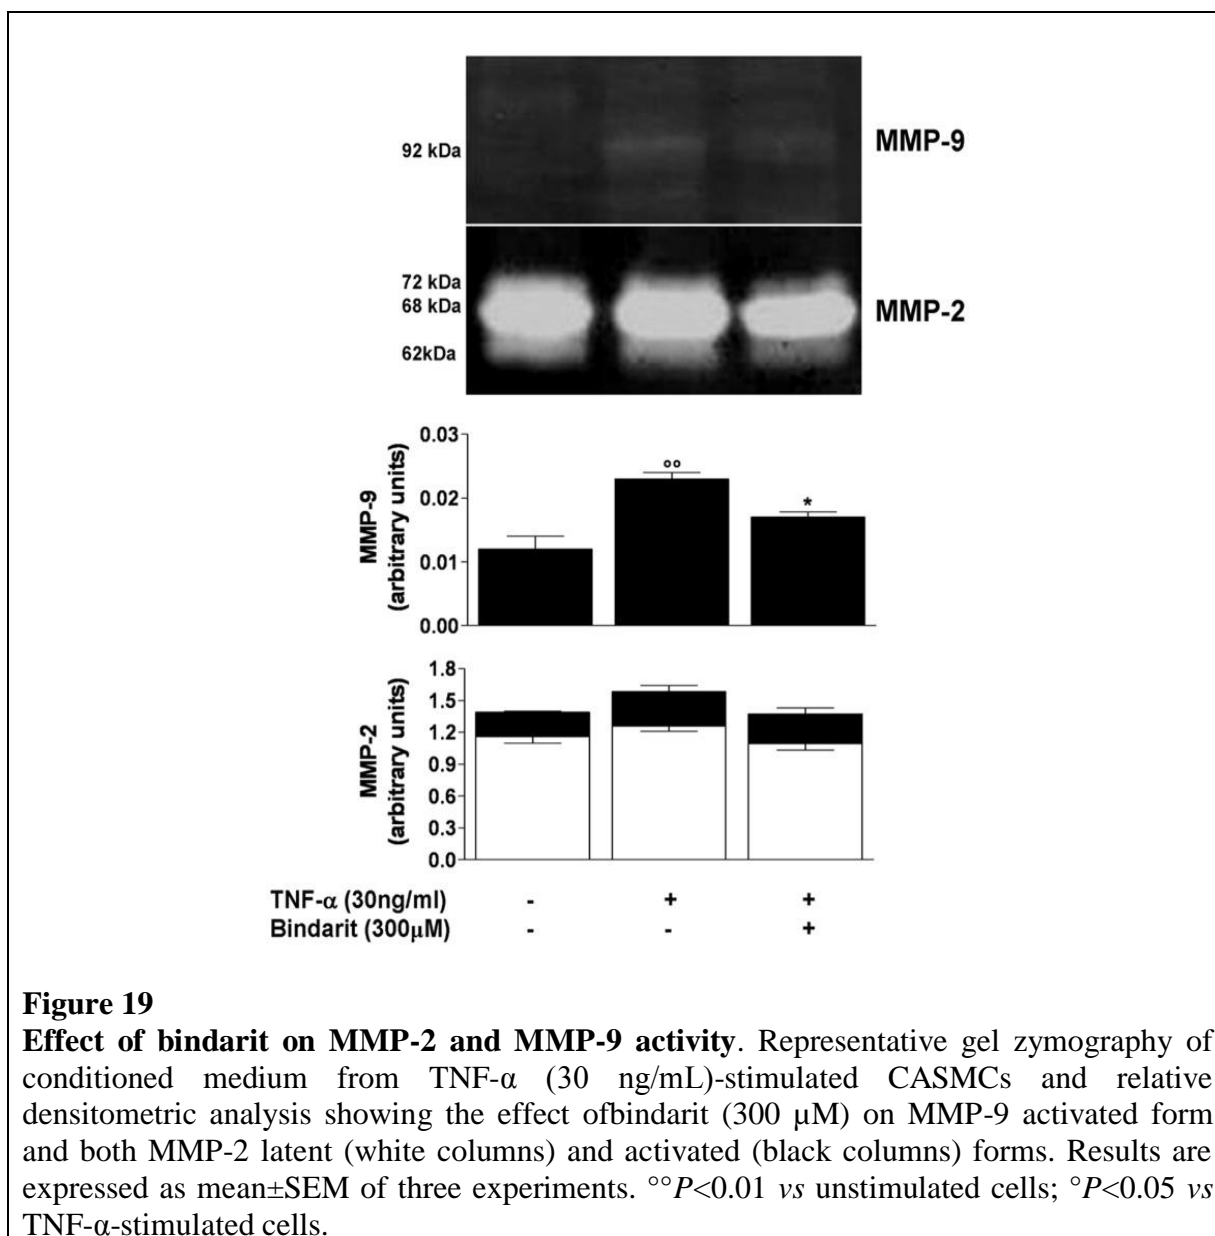 92 kDa
MMP-9
72 kDa
68 kDa
MMP-2
62kDa
0.03
0.02
0.01
0.00
MMP-9
(arbitrary units)
°°
*
1.8
1.5
1.2
0.9
0.6
0.3
0.0
MMP-2
(arbitrary units)
TNF-α (30ng/ml) - + +
Bindarit (300µM) - - +
Figure 19
Effect of bindarit on MMP-2 and MMP-9 activity. Representative gel zymography of
conditioned medium from TNF-α (30 ng/mL)-stimulated CASMCs and relative
densitometric analysis showing the effect ofbindarit (300 µM) on MMP-9 activated form
and both MMP-2 latent (white columns) and activated (black columns) forms. Results are
expressed as mean±SEM of three experiments. °°P<0.01 vs unstimulated cells; °P<0.05 vs
TNF-α-stimulated cells.